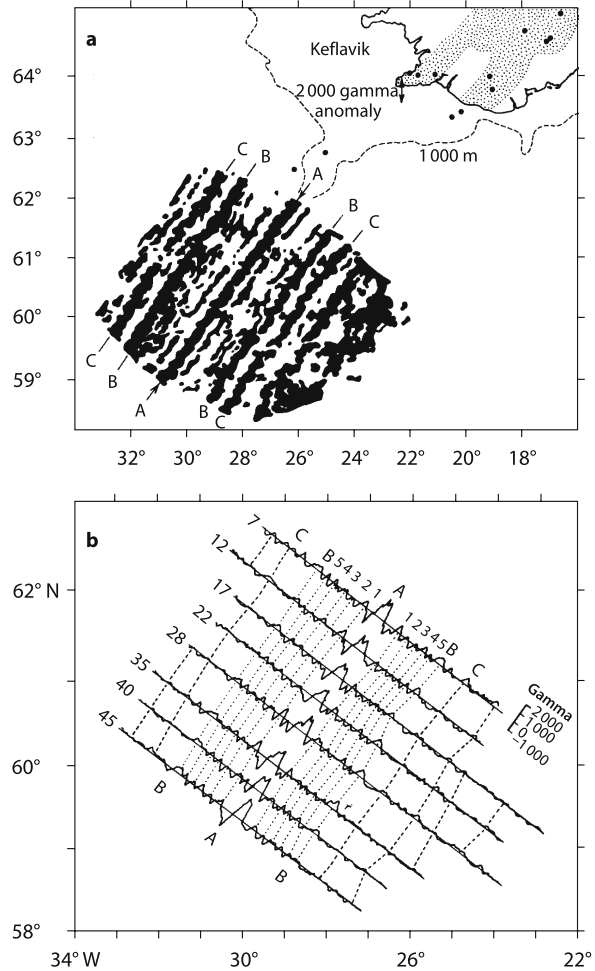 a
Keflavik
64°
2 000 gamma
anomaly
63°
1 000 m
C
B
A
62°
B
C
61°
60°
C
B
59°
A
B
C
32° 30° 28° 26° 24° 20° 18°
b
7
C
B 5 4 3 2 1 A
12
1 2 3 4 5 B
C
62° N
17
22
28
35
Gamma
2 000
1 000
0
–1 000
40
45
60°
B
A
B
58°
34° W 30° 26° 22°